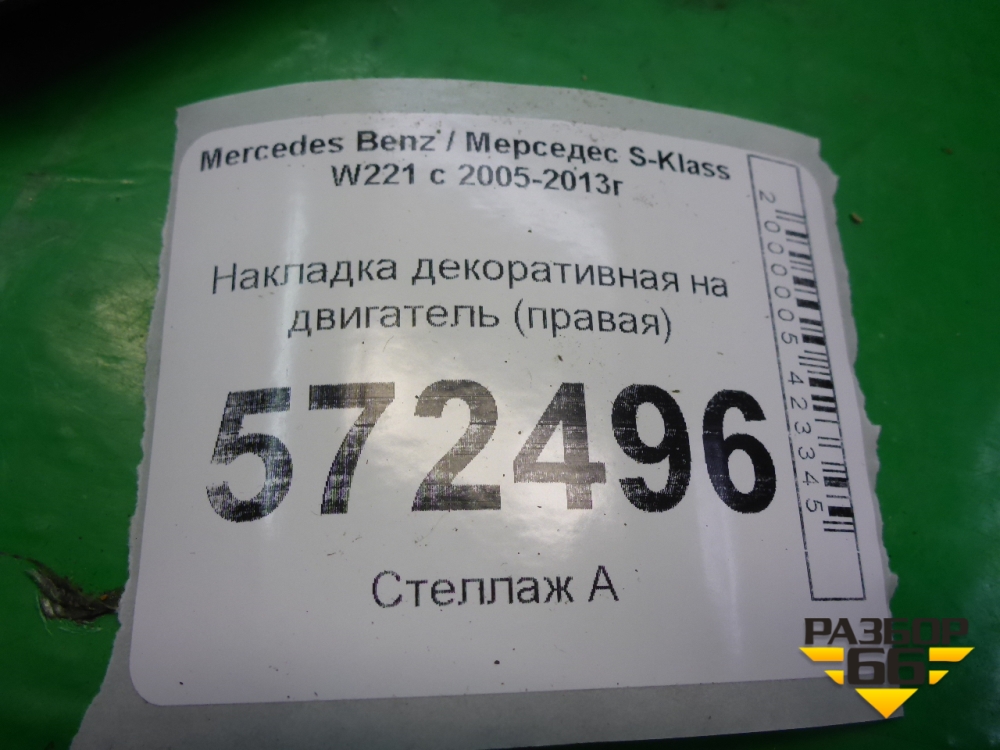 Mercedes Benz / Мерседес S-Klass
W221 с 2005-2013г
Накладка декоративная на
двигатель (правая)
572496
Стеллаж А
2000005423345
РАЗБОР
66